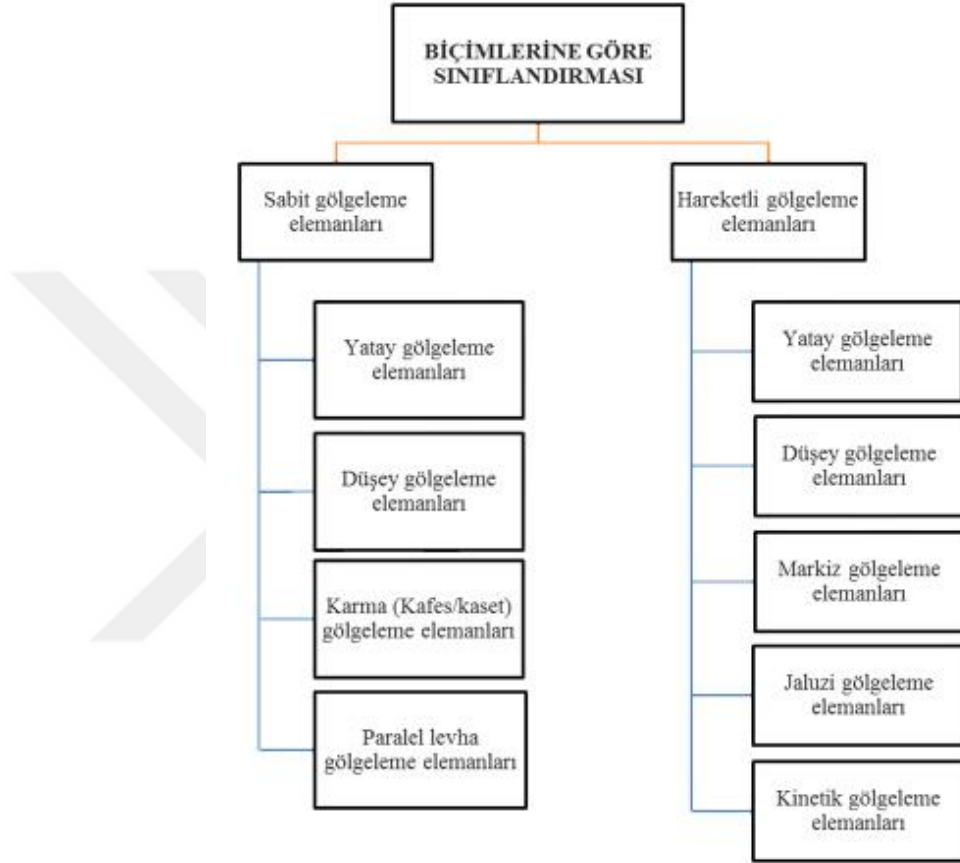 BİÇİMLERİNE GÖRE
SINIFLANDIRMASI
Sabit gölgeleme
elemanları
Hareketli gölgeleme
elemanları
Yatay gölgeleme
elemanları
Düşey gölgeleme
elemanları
Karma (Kafes/kaset)
gölgeleme elemanları
Paralel levha
gölgeleme elemanları
Yatay gölgeleme
elemanları
Düşey gölgeleme
elemanları
Markiz gölgeleme
elemanları
Jaluzi gölgeleme
elemanları
Kinetik gölgeleme
elemanları